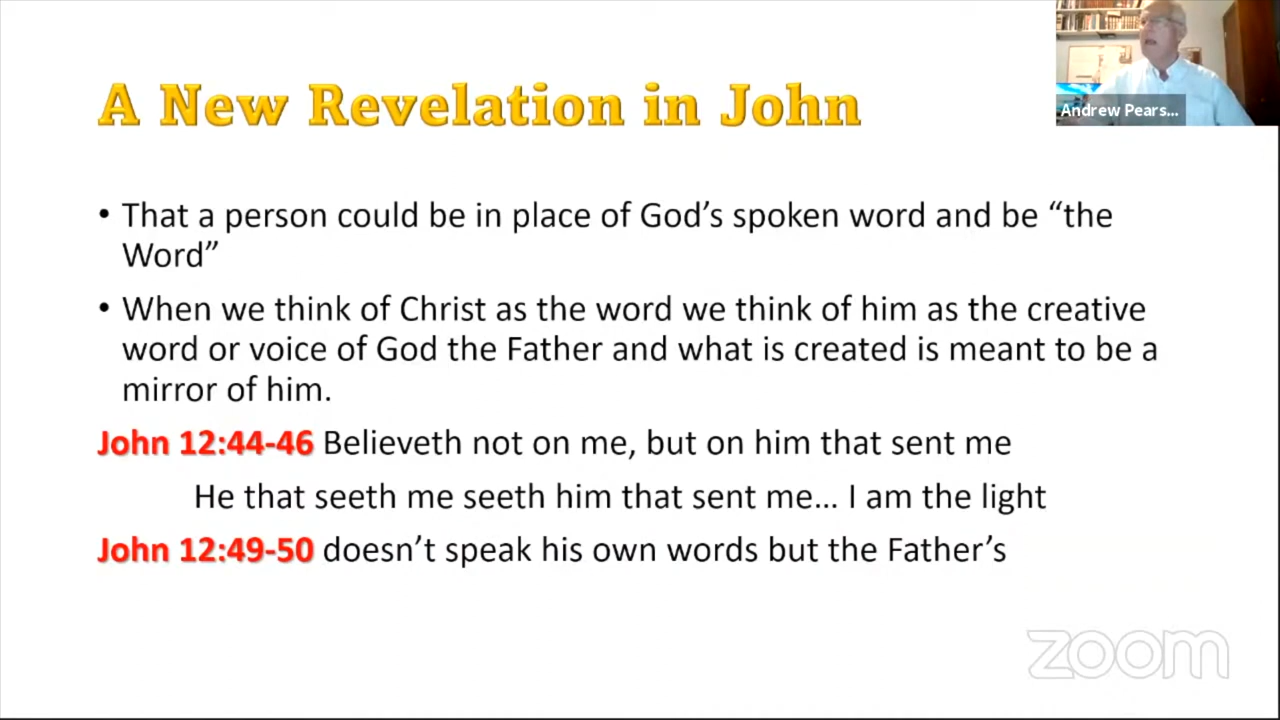 A New Revelation in John
Andrew Pears...
• That a person could be in place of God’s spoken word and be “the
Word”
• When we think of Christ as the word we think of him as the creative
word or voice of God the Father and what is created is meant to be a
mirror of him.
John 12:44-46 Believeth not on me, but on him that sent me
He that seeth me seeth him that sent me... I am the light
John 12:49-50 doesn’t speak his own words but the Father’s
zoom